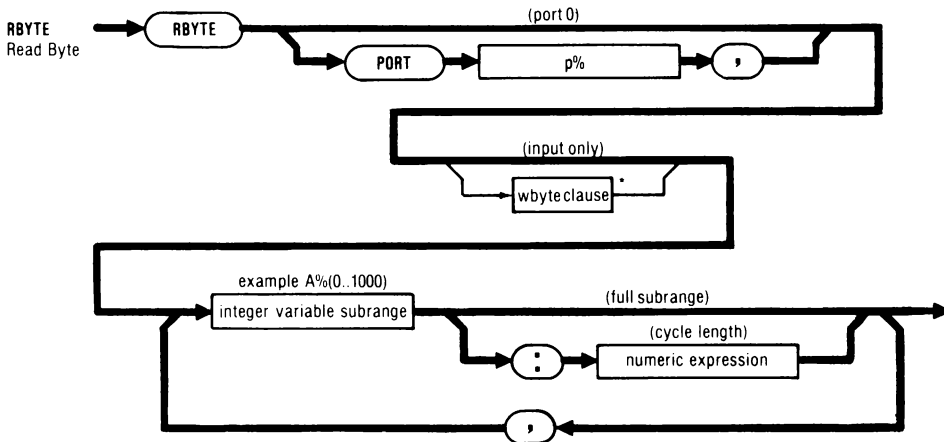 RBYTE
Read Byte
RBYTE
(port 0)
PORT
p%
,
(input only)
wbyte clause *
example A%(0..1000)
integer variable subrange
(full subrange)
(cycle length)
:
numeric expression
,